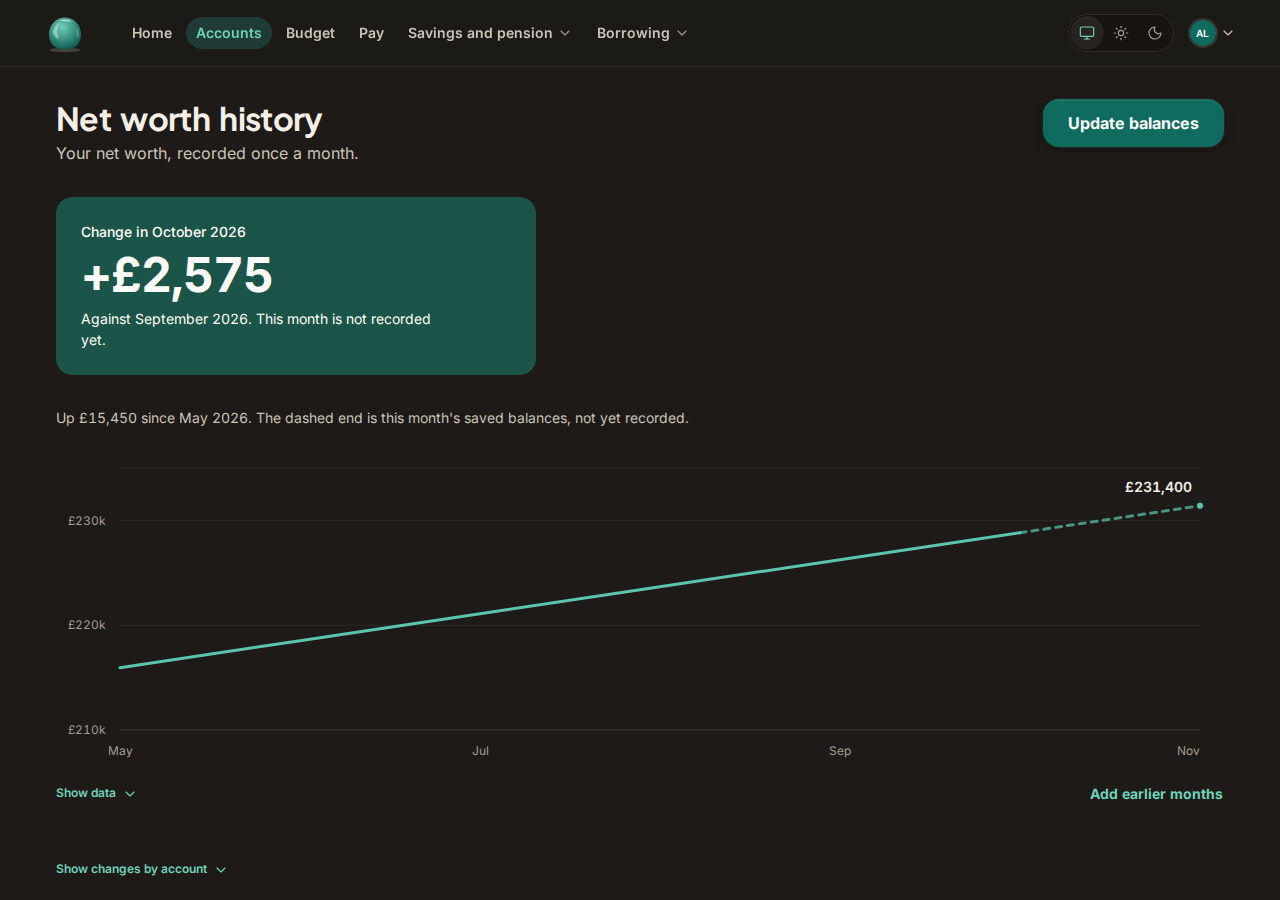 Home Accounts Budget Pay Savings and pension Borrowing AL
Net worth history
Update balances
Your net worth, recorded once a month.
Change in October 2026
+£2,575
Against September 2026. This month is not recorded
yet.
Up £15,450 since May 2026. The dashed end is this month's saved balances, not yet recorded.
£231,400
£230k
£220k
£210k
May Jul Sep Nov
Show data
Add earlier months
Show changes by account